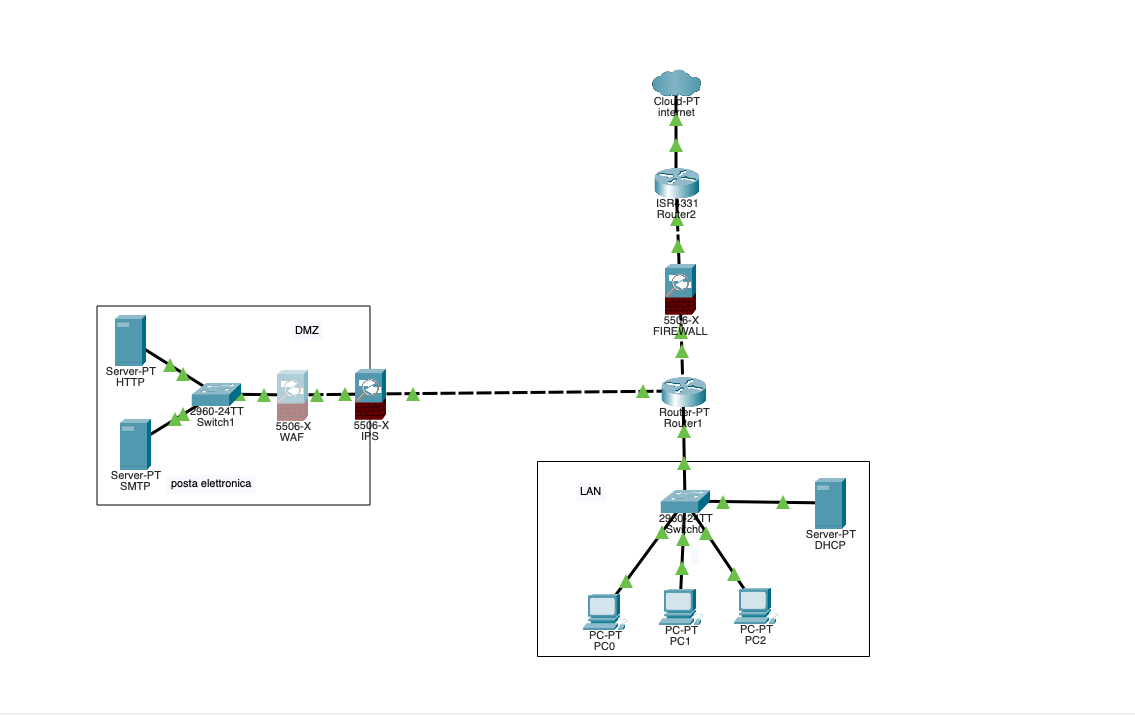 Cloud-PT
internet
ISR4331
Router2
5506-X
FIREWALL
DMZ
Server-PT
HTTP
2960-24TT
Switch1
5506-X
WAF
5506-X
IPS
Router-PT
Router1
Server-PT
SMTP
posta elettronica
LAN
2960-24TT
Switch0
Server-PT
DHCP
PC-PT
PC0
PC-PT
PC1
PC-PT
PC2